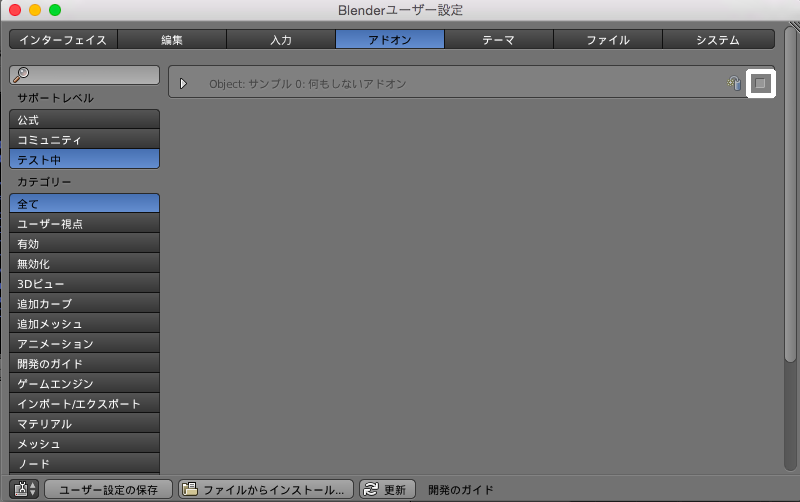 Blenderユーザー設定
インターフェイス 編集 入力 アドオン テーマ ファイル システム
サポートレベル
公式
コミュニティ
テスト中
カテゴリー
全て
ユーザー視点
有効
無効化
3Dビュー
追加カーブ
追加メッシュ
アニメーション
開発のガイド
ゲームエンジン
インポート/エクスポート
マテリアル
メッシュ
ノード
Object: サンプル 0: 何もしないアドオン
ユーザー設定の保存 ファイルからインストール... 更新 開発のガイド